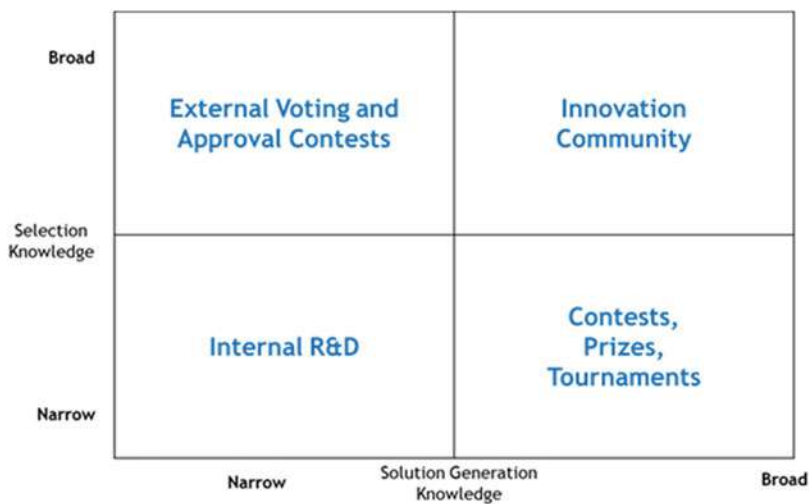 Broad
External Voting and
Approval Contests
Innovation
Community
Selection
Knowledge
Internal R&D
Contests,
Prizes,
Tournaments
Narrow
Narrow
Solution Generation
Knowledge
Broad